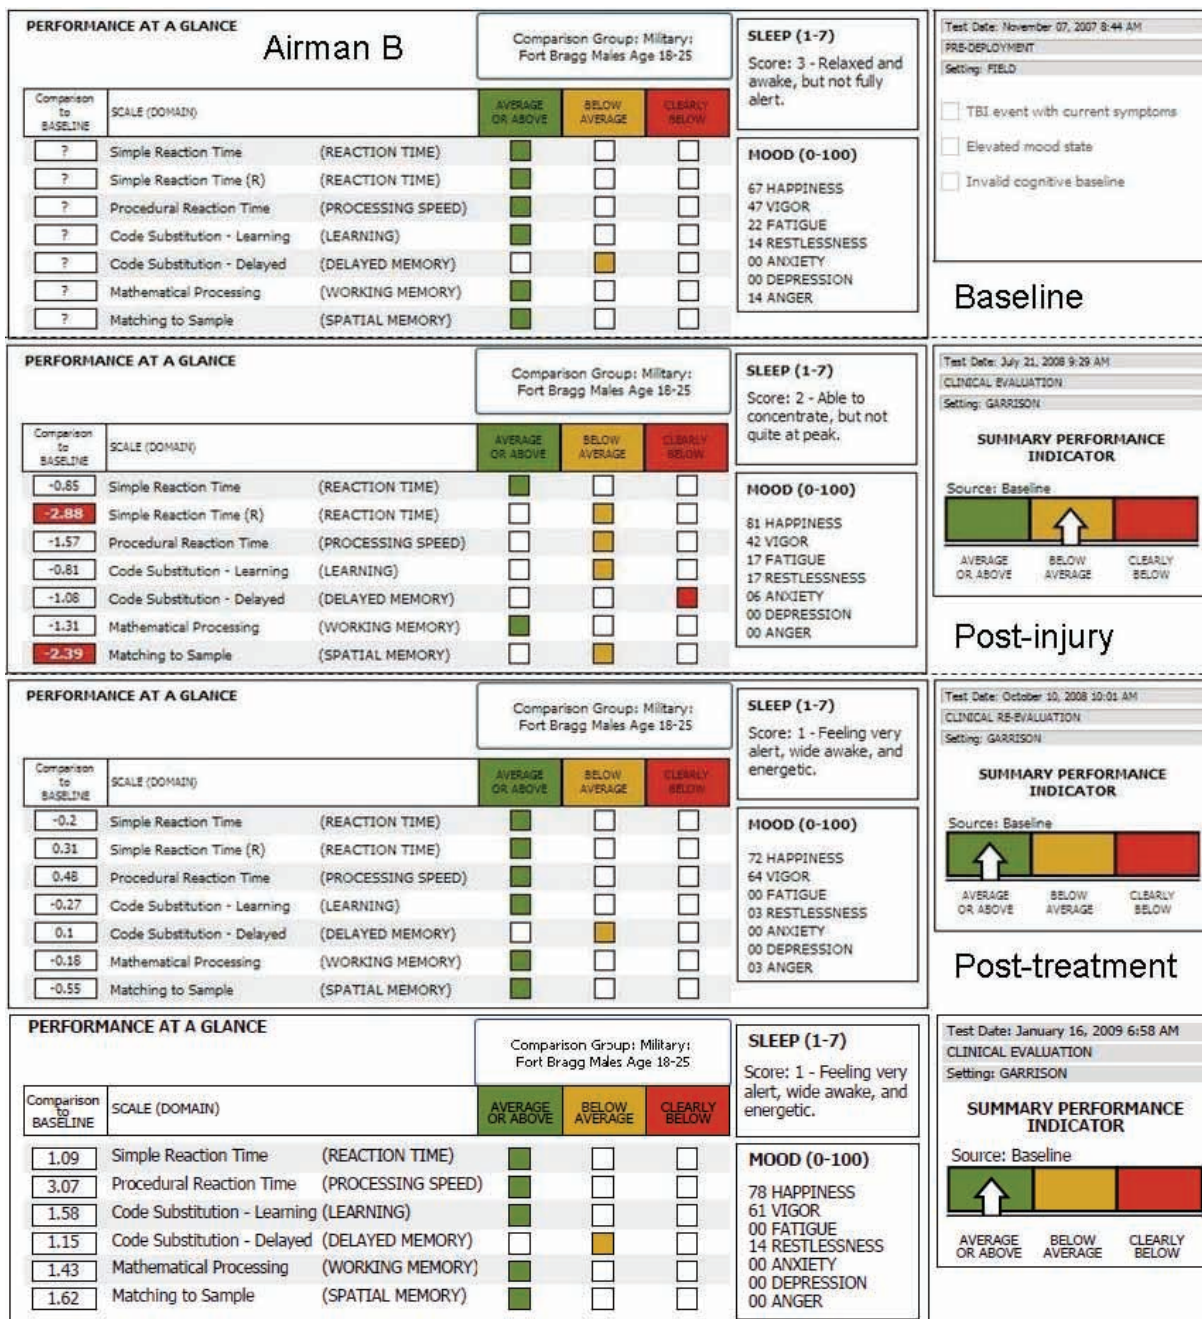 PERFORMANCE AT A GLANCE
Airman B
Comparison Group: Military:
Fort Bragg Males Age 18-25
Comparison to BASELINE SCALE (DOMAIN) AVERAGE OR ABOVE BELOW AVERAGE CLEARLY BELOW
? Simple Reaction Time (REACTION TIME)
? Simple Reaction Time (R) (REACTION TIME)
? Procedural Reaction Time (PROCESSING SPEED)
? Code Substitution - Learning (LEARNING)
? Code Substitution - Delayed (DELAYED MEMORY)
? Mathematical Processing (WORKING MEMORY)
? Matching to Sample (SPATIAL MEMORY)
SLEEP (1-7)
Score: 3 - Relaxed and
awake, but not fully
alert.
MOOD (0-100)
67 HAPPINESS
47 VIGOR
22 FATIGUE
14 RESTLESSNESS
00 ANXIETY
00 DEPRESSION
14 ANGER
Test Date: November 07, 2007 8:44 AM
PRE-DEPLOYMENT
Setting: FIELD
TBI event with current symptoms
Elevated mood state
Invalid cognitive baseline
Baseline
PERFORMANCE AT A GLANCE
Comparison Group: Military:
Fort Bragg Males Age 18-25
Comparison to BASELINE SCALE (DOMAIN) AVERAGE OR ABOVE BELOW AVERAGE CLEARLY BELOW
-0.85 Simple Reaction Time (REACTION TIME)
-2.88 Simple Reaction Time (R) (REACTION TIME)
-1.57 Procedural Reaction Time (PROCESSING SPEED)
-0.81 Code Substitution - Learning (LEARNING)
-1.08 Code Substitution - Delayed (DELAYED MEMORY)
-1.31 Mathematical Processing (WORKING MEMORY)
-2.39 Matching to Sample (SPATIAL MEMORY)
SLEEP (1-7)
Score: 2 - Able to
concentrate, but not
quite at peak.
MOOD (0-100)
81 HAPPINESS
42 VIGOR
17 FATIGUE
17 RESTLESSNESS
06 ANXIETY
00 DEPRESSION
00 ANGER
Test Date: July 21, 2008 9:29 AM
CLINICAL EVALUATION
Setting: GARRISON
SUMMARY PERFORMANCE
INDICATOR
Source: Baseline
AVERAGE OR ABOVE BELOW AVERAGE CLEARLY BELOW
Post-injury
PERFORMANCE AT A GLANCE
Comparison Group: Military:
Fort Bragg Males Age 18-25
Comparison to BASELINE SCALE (DOMAIN) AVERAGE OR ABOVE BELOW AVERAGE CLEARLY BELOW
-0.2 Simple Reaction Time (REACTION TIME)
0.31 Simple Reaction Time (R) (REACTION TIME)
0.48 Procedural Reaction Time (PROCESSING SPEED)
-0.27 Code Substitution - Learning (LEARNING)
0.1 Code Substitution - Delayed (DELAYED MEMORY)
-0.18 Mathematical Processing (WORKING MEMORY)
-0.55 Matching to Sample (SPATIAL MEMORY)
SLEEP (1-7)
Score: 1 - Feeling very
alert, wide awake, and
energetic.
MOOD (0-100)
72 HAPPINESS
64 VIGOR
00 FATIGUE
03 RESTLESSNESS
00 ANXIETY
00 DEPRESSION
03 ANGER
Test Date: October 10, 2008 10:01 AM
CLINICAL RE-EVALUATION
Setting: GARRISON
SUMMARY PERFORMANCE
INDICATOR
Source: Baseline
AVERAGE OR ABOVE BELOW AVERAGE CLEARLY BELOW
Post-treatment
PERFORMANCE AT A GLANCE
Comparison Group: Military:
Fort Bragg Males Age 18-25
Comparison to BASELINE SCALE (DOMAIN) AVERAGE OR ABOVE BELOW AVERAGE CLEARLY BELOW
1.09 Simple Reaction Time (REACTION TIME)
3.07 Procedural Reaction Time (PROCESSING SPEED)
1.58 Code Substitution - Learning (LEARNING)
1.15 Code Substitution - Delayed (DELAYED MEMORY)
1.43 Mathematical Processing (WORKING MEMORY)
1.62 Matching to Sample (SPATIAL MEMORY)
SLEEP (1-7)
Score: 1 - Feeling very
alert, wide awake, and
energetic.
MOOD (0-100)
78 HAPPINESS
61 VIGOR
00 FATIGUE
14 RESTLESSNESS
00 ANXIETY
00 DEPRESSION
00 ANGER
Test Date: January 16, 2009 6:58 AM
CLINICAL EVALUATION
Setting: GARRISON
SUMMARY PERFORMANCE
INDICATOR
Source: Baseline
AVERAGE OR ABOVE BELOW AVERAGE CLEARLY BELOW